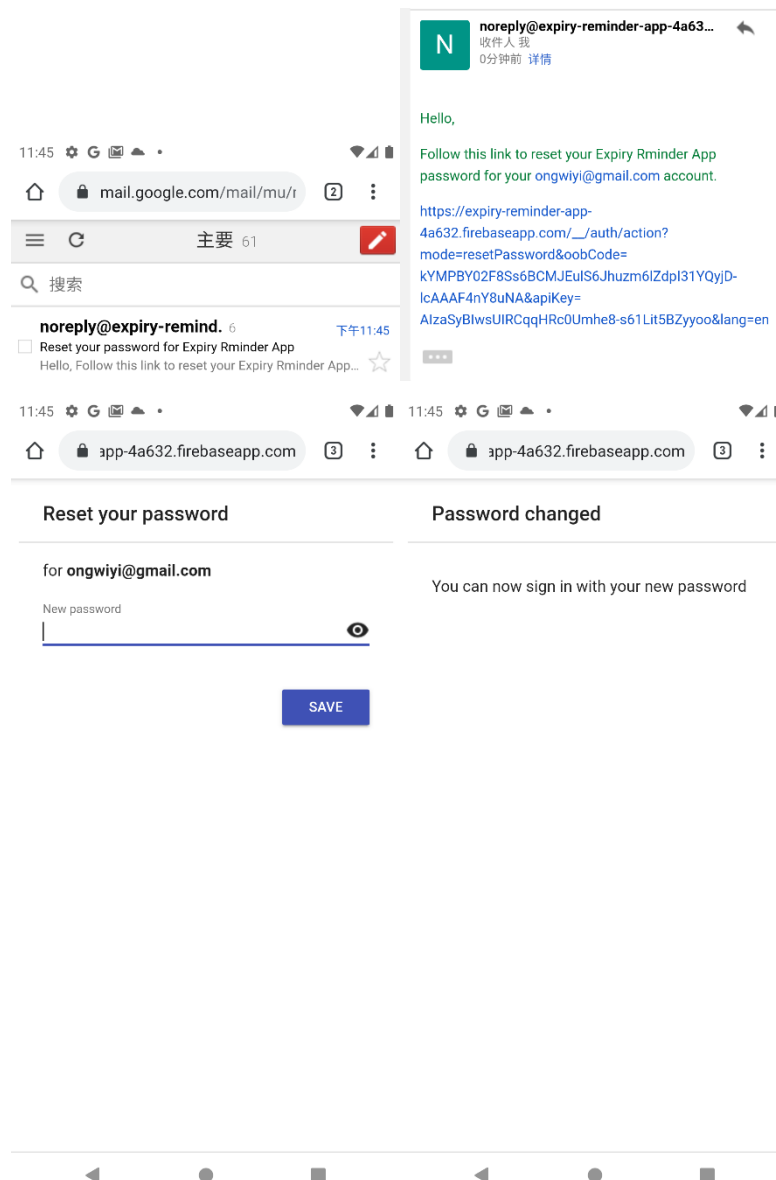 11:45
mail.google.com/mail/mu/r
2
主要 61
搜索
noreply@expiry-remind. 6
下午11:45
Reset your password for Expiry Rminder App
Hello, Follow this link to reset your Expiry Rminder App...
N
noreply@expiry-reminder-app-4a63...
收件人 我
0分钟前 详情
Hello,
Follow this link to reset your Expiry Rminder App
password for your ongwiyi@gmail.com account.
https://expiry-reminder-app-
4a632.firebaseapp.com/__/auth/action?
mode=resetPassword&oobCode=
kYMPBY02F8Ss6BCMJEulS6Jhuzm6lZdpI31YQyjD-
lcAAAF4nY8uNA&apiKey=
AIzaSyBIwsUIRCqqHRc0Umhe8-s61Lit5BZyyoo&lang=en
11:45
app-4a632.firebaseapp.com
3
Reset your password
for ongwiyi@gmail.com
New password
SAVE
11:45
app-4a632.firebaseapp.com
3
Password changed
You can now sign in with your new password